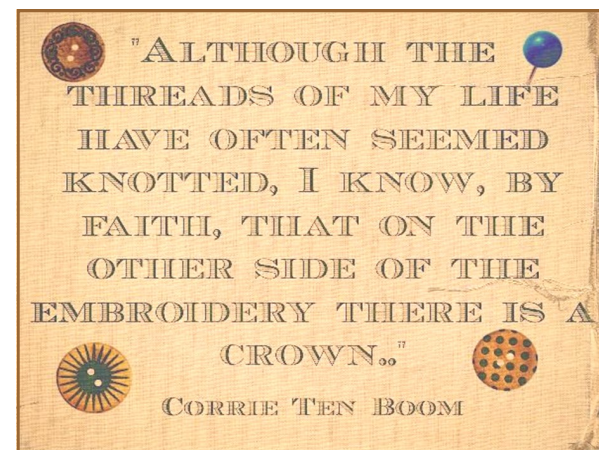 "Although the
threads of my life
have often seemed
knotted, I know, by
faith, that on the
other side of the
embroidery there is a
crown.."
Corrie Ten Boom